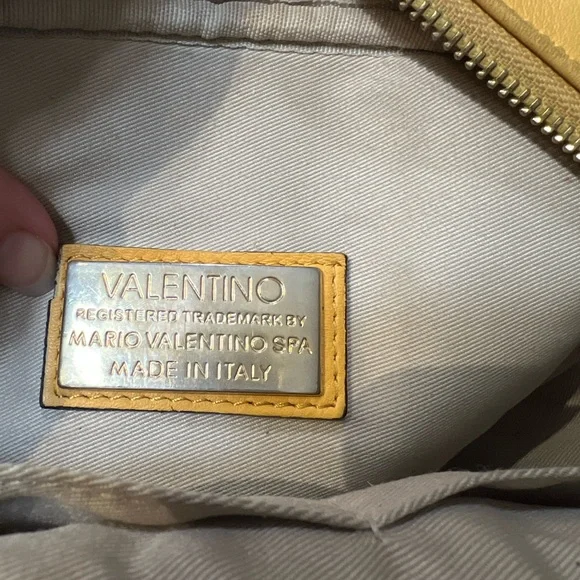 VALENTINO
REGISTERED TRADEMARK BY
MARIO VALENTINO SPA
MADE IN ITALY